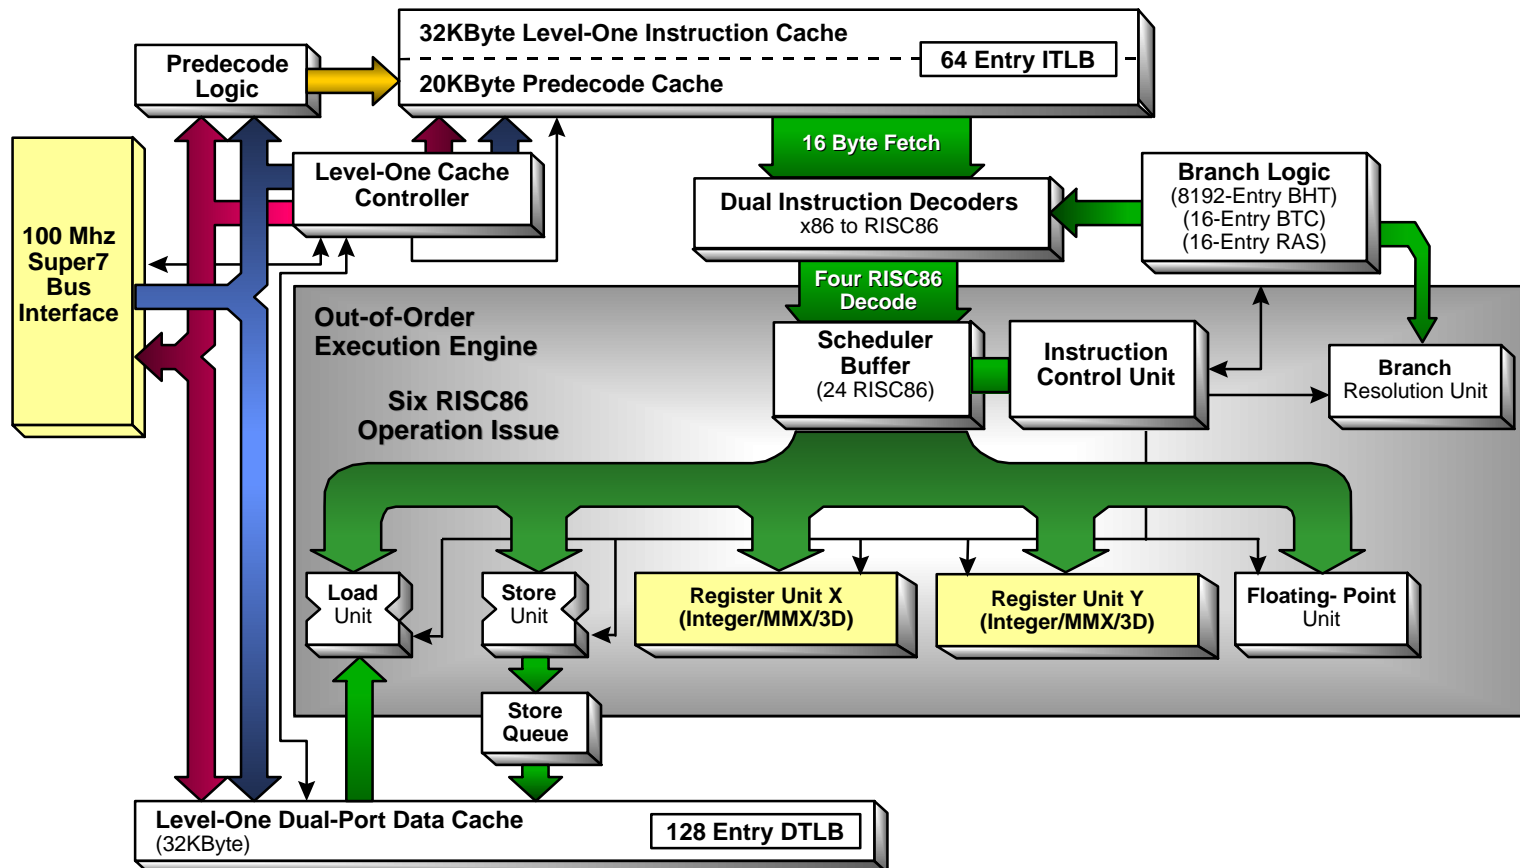 32KByte Level-One Instruction Cache
64 Entry ITLB
20KByte Predecode Cache
Predecode
Logic
16 Byte Fetch
Level-One Cache
Controller
Dual Instruction Decoders
x86 to RISC86
Branch Logic
(8192-Entry BHT)
(16-Entry BTC)
(16-Entry RAS)
100 Mhz
Super7
Bus
Interface
Four RISC86
Decode
Out-of-Order
Execution Engine
Scheduler
Buffer
(24 RISC86)
Instruction
Control Unit
Branch
Resolution Unit
Six RISC86
Operation Issue
Load
Unit
Store
Unit
Register Unit X
(Integer/MMX/3D)
Register Unit Y
(Integer/MMX/3D)
Floating- Point
Unit
Store
Queue
Level-One Dual-Port Data Cache
(32KByte)
128 Entry DTLB